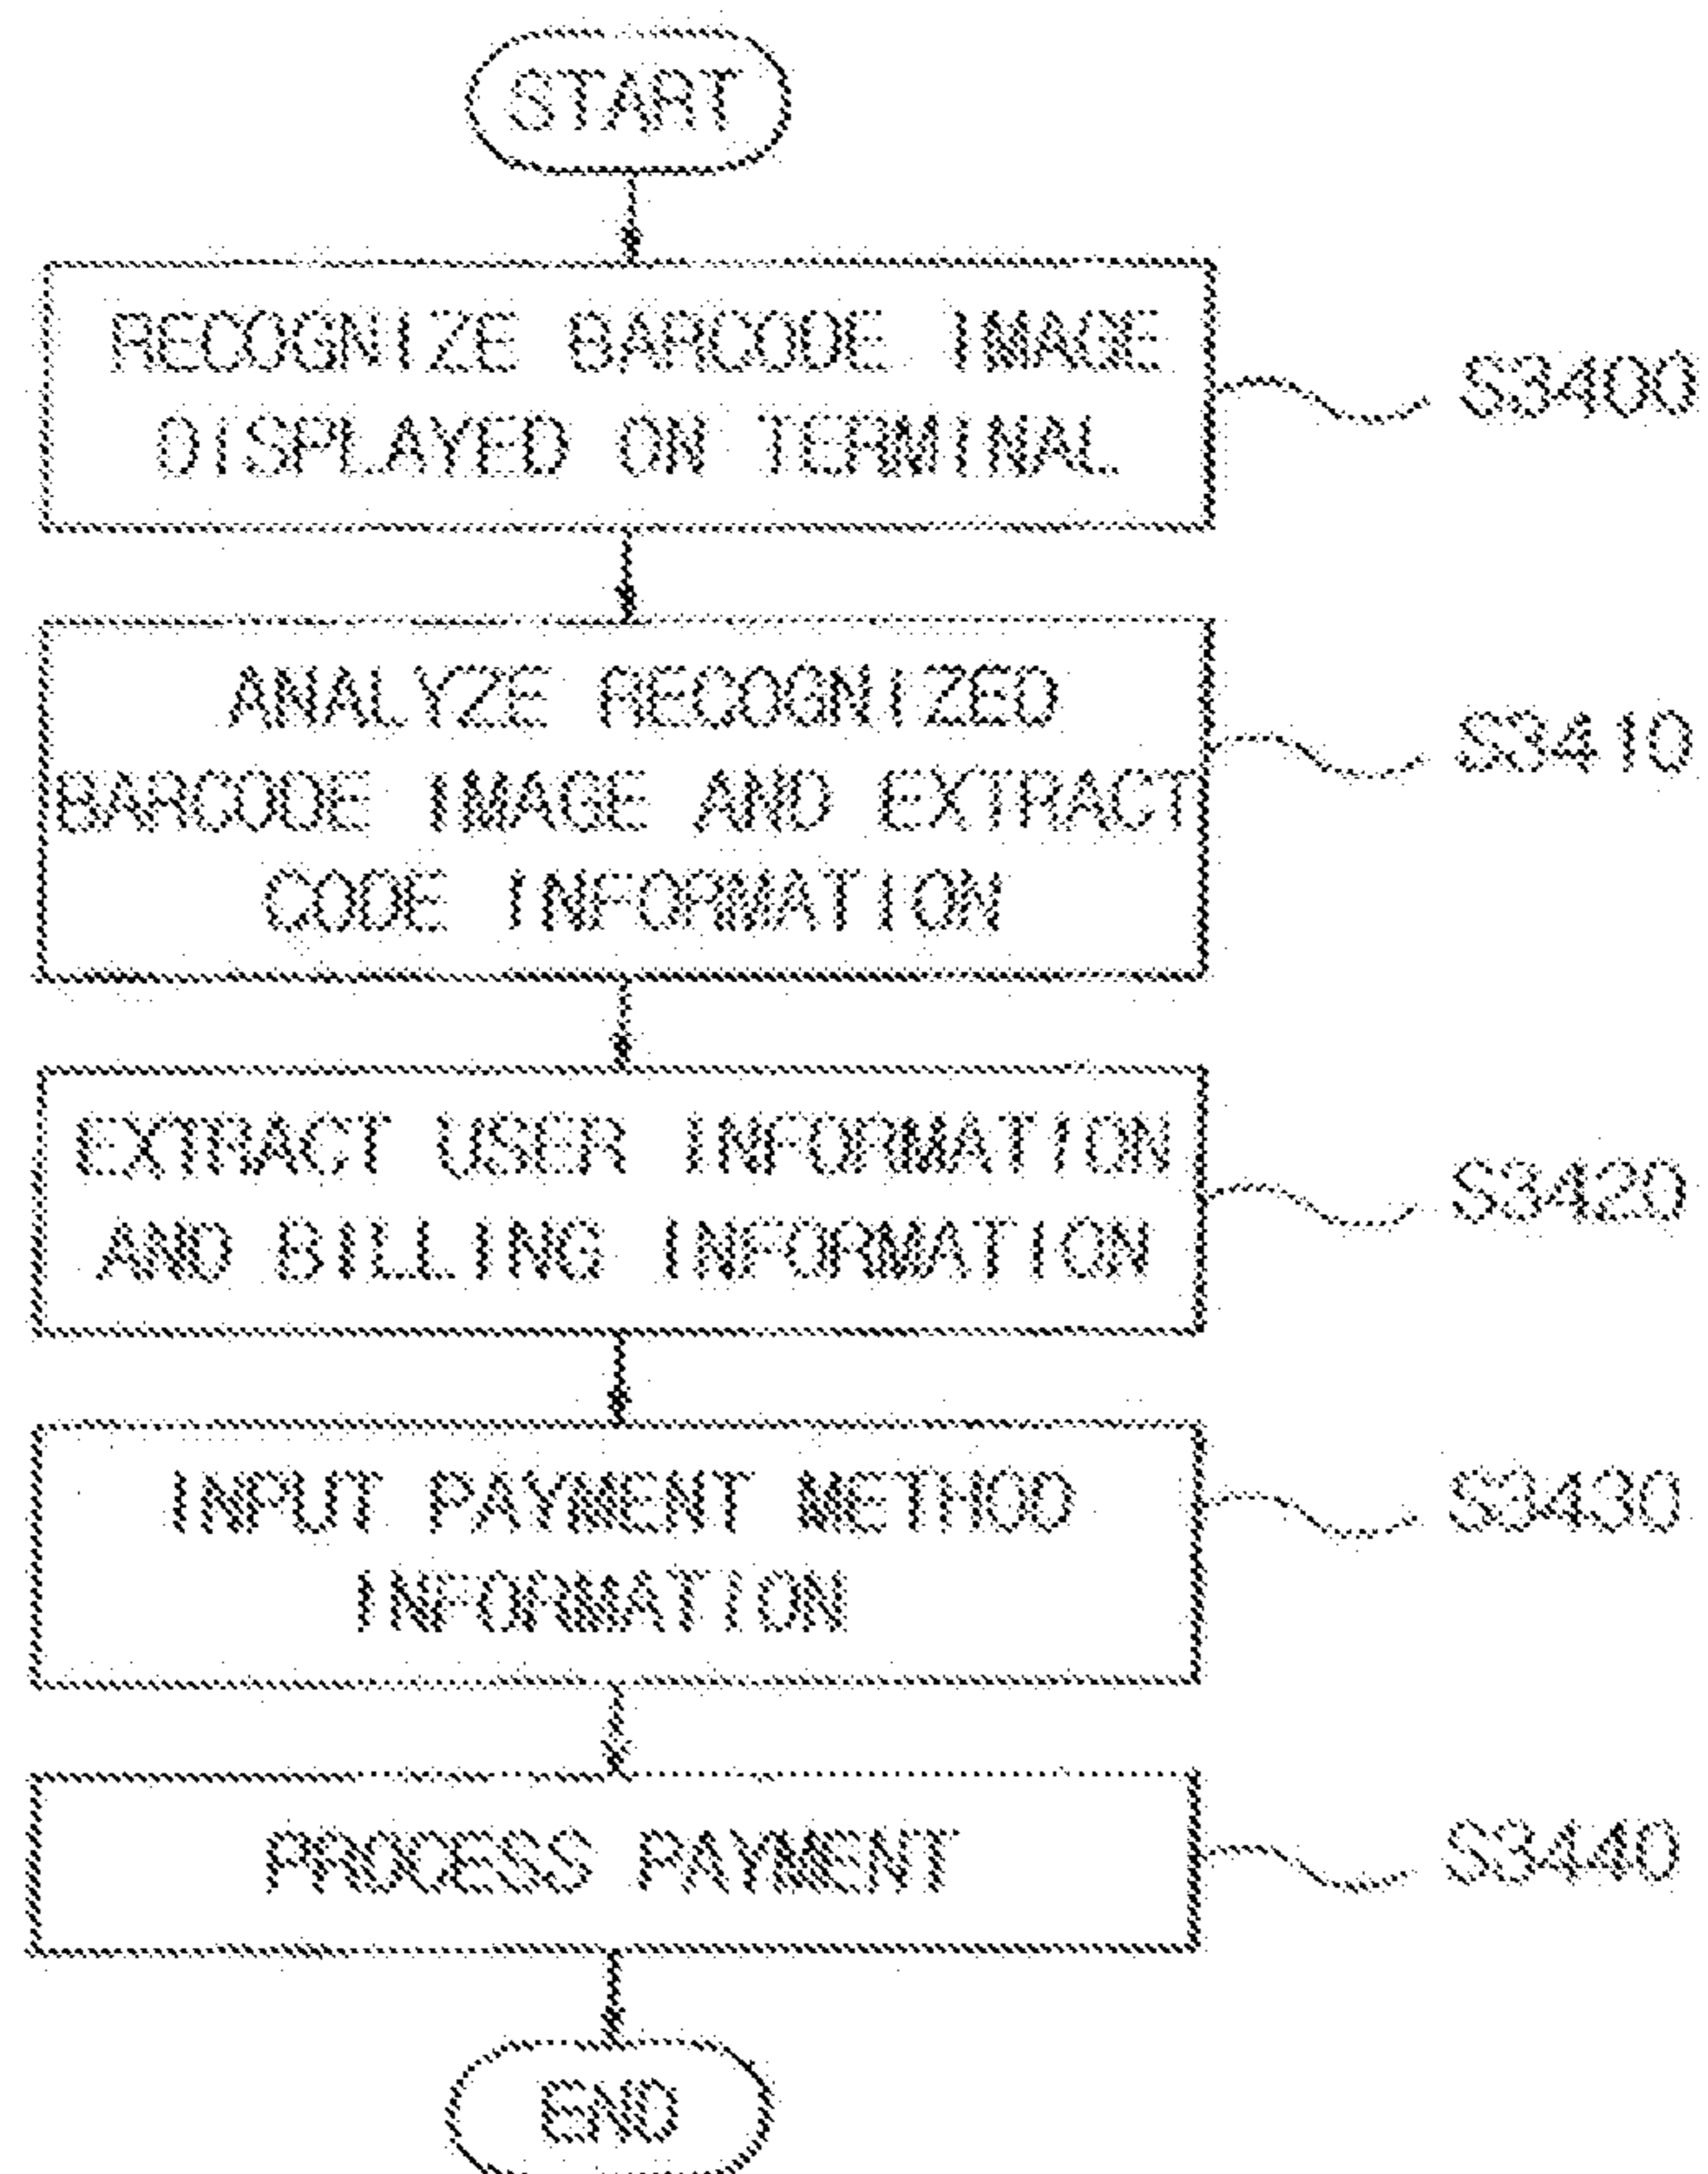 START
RECOGNIZE BARCODE IMAGE
DISPLAYED ON TERMINAL
S3400
ANALYZE RECOGNIZED
BARCODE IMAGE AND EXTRACT
CODE INFORMATION
S3410
EXTRACT USER INFORMATION
AND BILLING INFORMATION
S3420
INPUT PAYMENT METHOD
INFORMATION
S3430
PROCESS PAYMENT
S3440
END